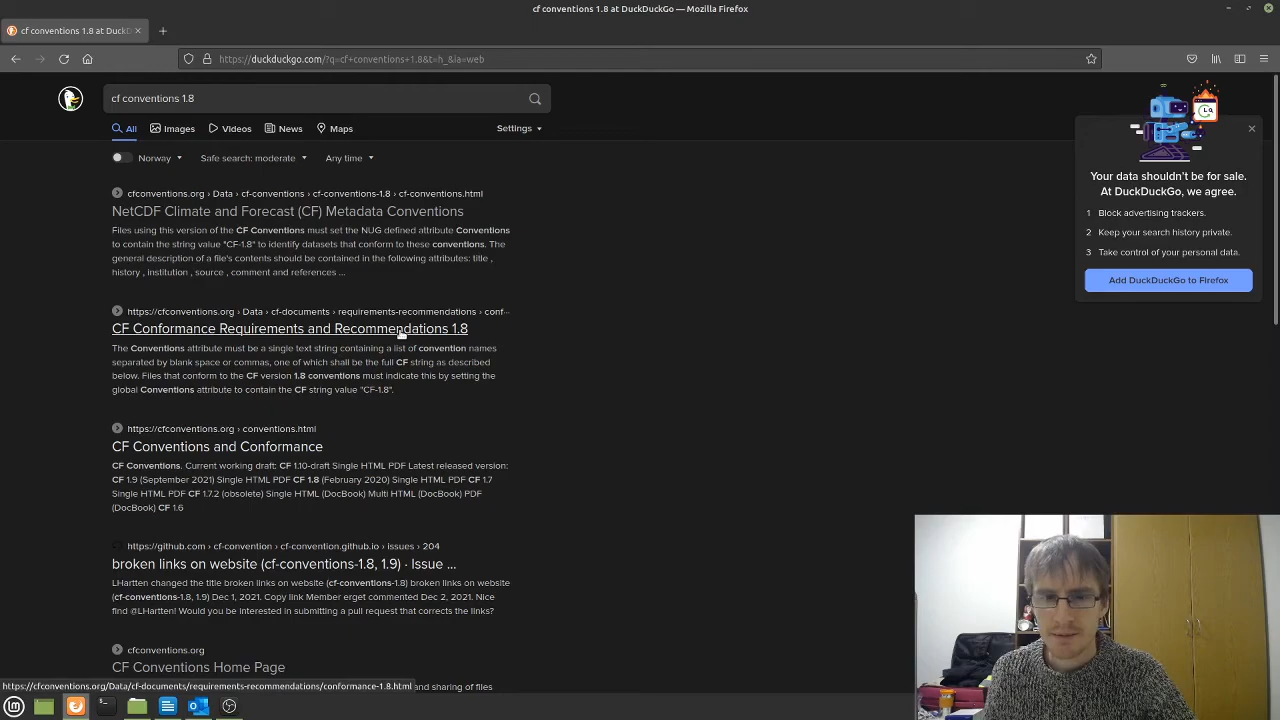 cf conventions 1.8 at DuckDuckGo — Mozilla Firefox
cf conventions 1.8 at DuckD
https://duckduckgo.com/?q=cf+conventions+1.8&t=h_&ia=web
cf conventions 1.8
All Images Videos News Maps Settings
Norway Safe search: moderate Any time
cfconventions.org › Data › cf-conventions › cf-conventions-1.8 › cf-conventions.html
NetCDF Climate and Forecast (CF) Metadata Conventions
Files using this version of the CF Conventions must set the NUG defined attribute Conventions
to contain the string value "CF-1.8" to identify datasets that conform to these conventions. The
general description of a file's contents should be contained in the following attributes: title ,
history , institution , source , comment and references ...
https://cfconventions.org › Data › cf-documents › requirements-recommendations › conf···
CF Conformance Requirements and Recommendations 1.8
The Conventions attribute must be a single text string containing a list of convention names
separated by blank space or commas, one of which shall be the full CF string as described
below. Files that conform to the CF version 1.8 conventions must indicate this by setting the
global Conventions attribute to contain the CF string value "CF-1.8".
https://cfconventions.org › conventions.html
CF Conventions and Conformance
CF Conventions. Current working draft: CF 1.10-draft Single HTML PDF Latest released version:
CF 1.9 (September 2021) Single HTML PDF CF 1.8 (February 2020) Single HTML PDF CF 1.7
Single HTML PDF CF 1.7.2 (obsolete) Single HTML (DocBook) Multi HTML (DocBook) PDF
(DocBook) CF 1.6
https://github.com › cf-convention › cf-convention.github.io › issues › 204
broken links on website (cf-conventions-1.8, 1.9) · Issue ...
LHartten changed the title broken links on website (cf-conventions-1.8) broken links on website
(cf-conventions-1.8, 1.9) Dec 1, 2021. Copy link Member erget commented Dec 2, 2021. Nice
find @LHartten! Would you be interested in submitting a pull request that corrects the links?
cfconventions.org
CF Conventions Home Page
and sharing of files
https://cfconventions.org/Data/cf-documents/requirements-recommendations/conformance-1.8.html
Your data shouldn't be for sale.
At DuckDuckGo, we agree.
1 Block advertising trackers.
2 Keep your search history private.
3 Take control of your personal data.
Add DuckDuckGo to Firefox